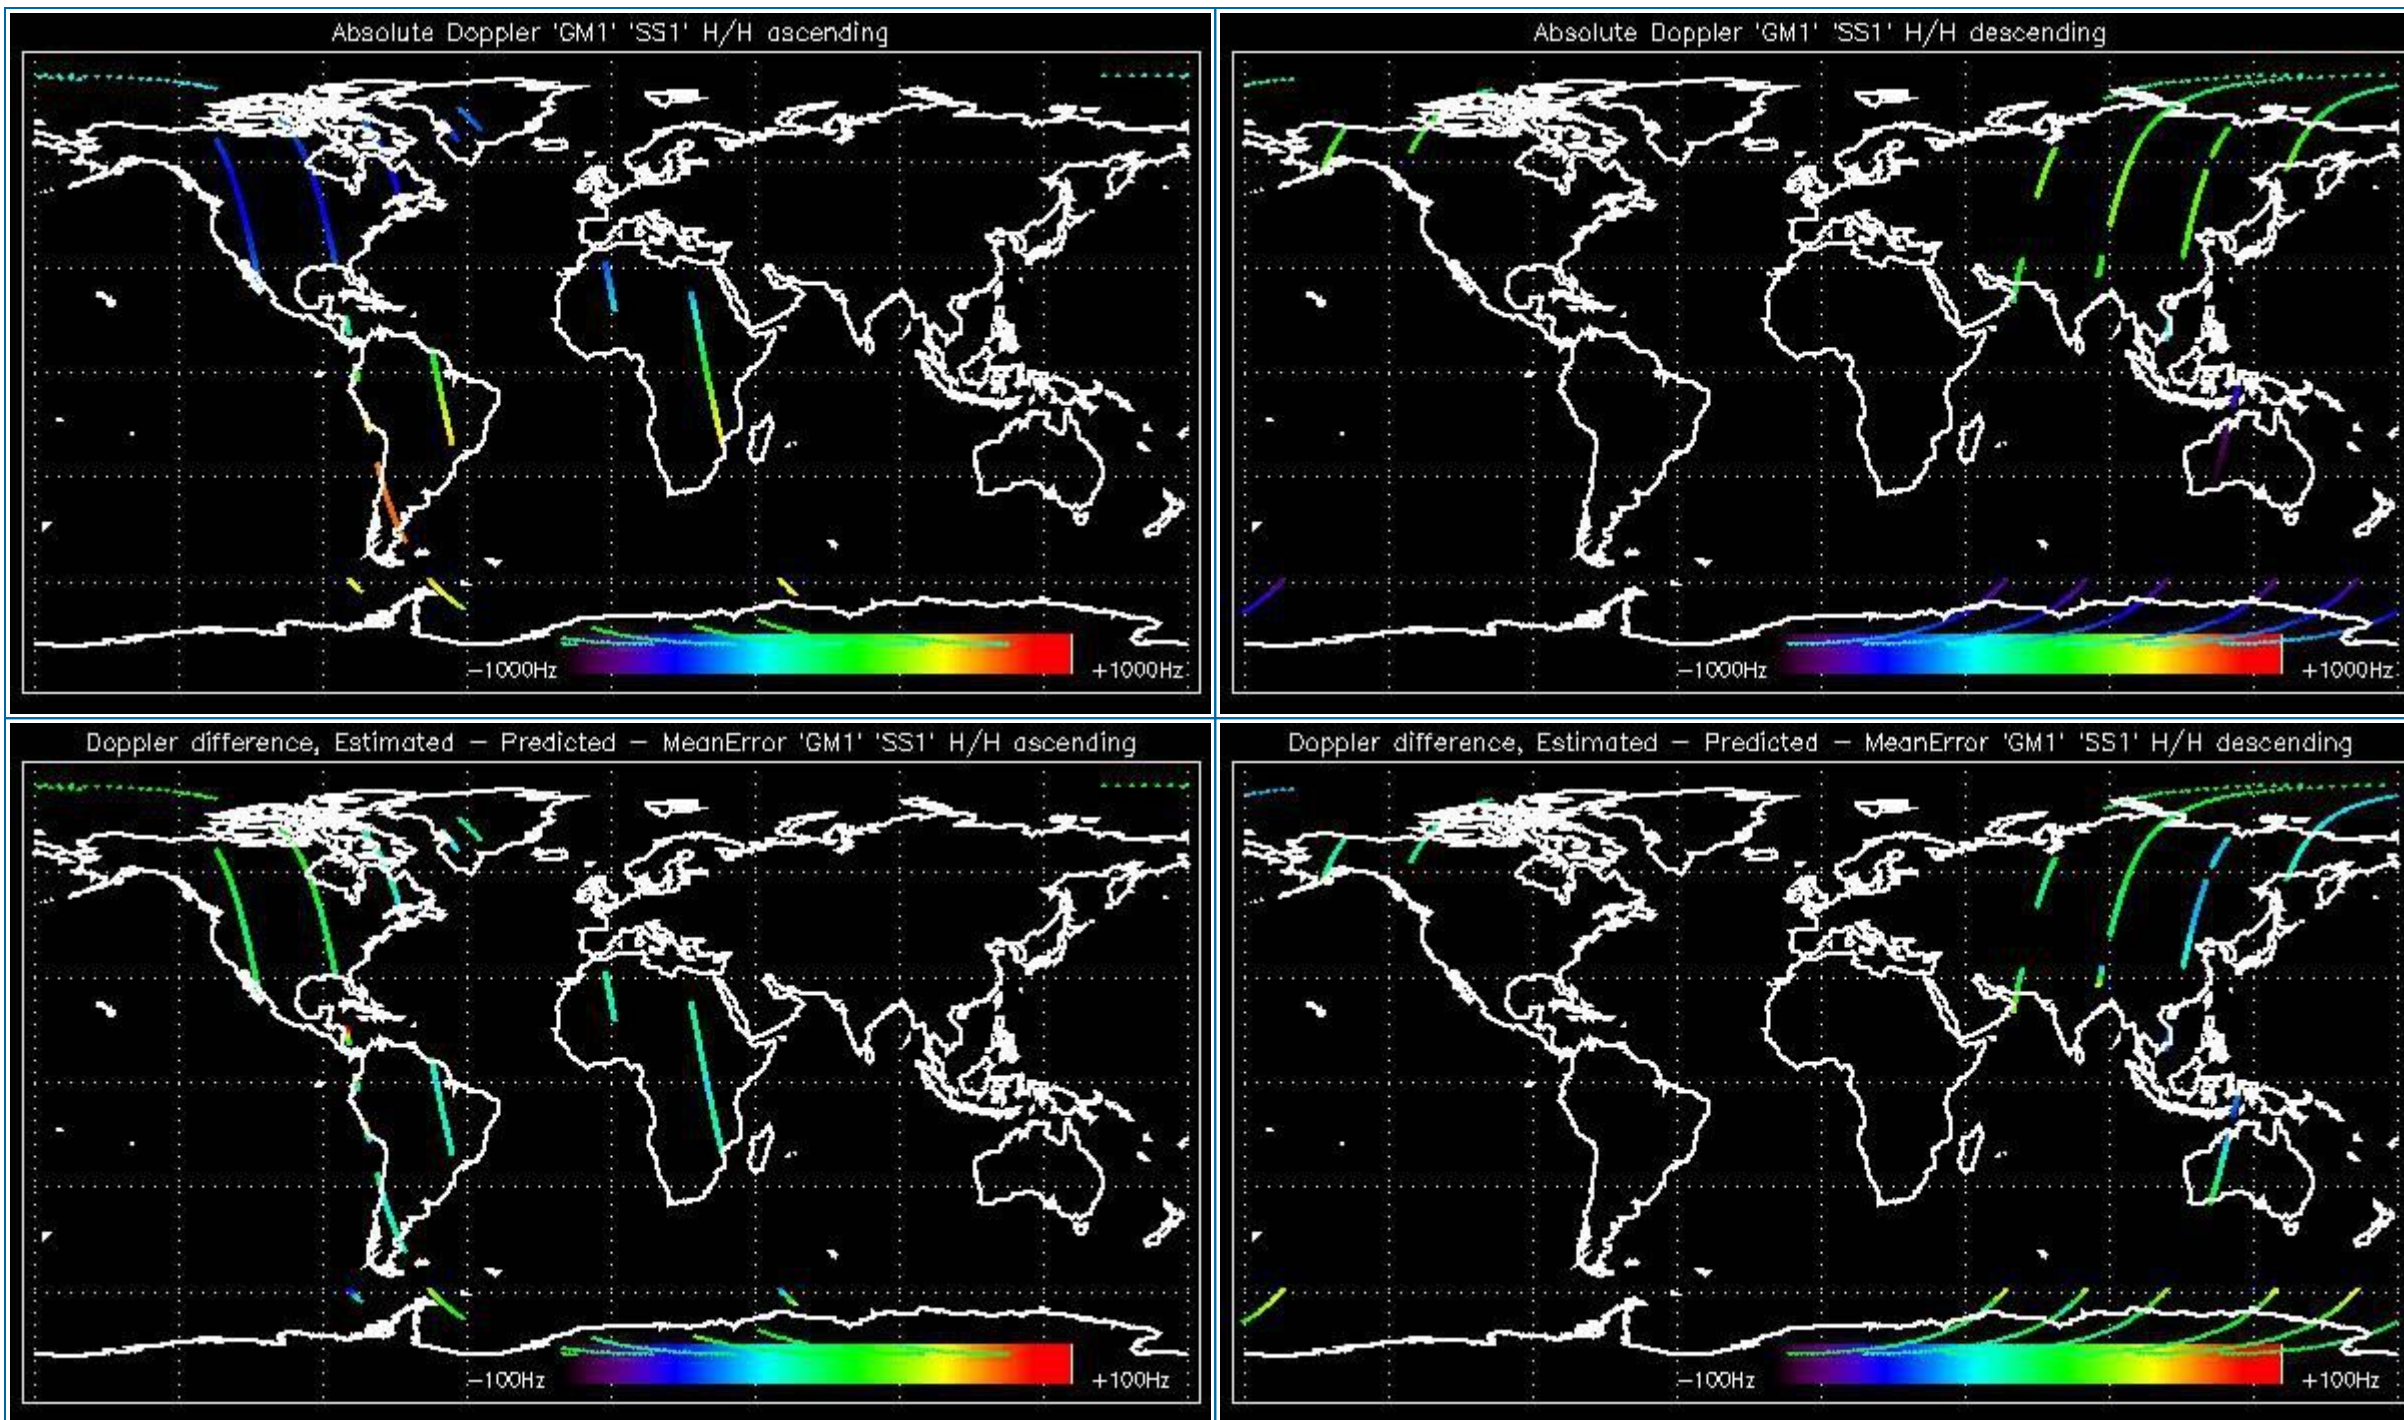 Absolute Doppler 'GM1' 'SS1' H/H ascending
−1000Hz
+1000Hz
Absolute Doppler 'GM1' 'SS1' H/H descending
−1000Hz
+1000Hz
Doppler difference, Estimated − Predicted − MeanError 'GM1' 'SS1' H/H ascending
−100Hz
+100Hz
Doppler difference, Estimated − Predicted − MeanError 'GM1' 'SS1' H/H descending
−100Hz
+100Hz